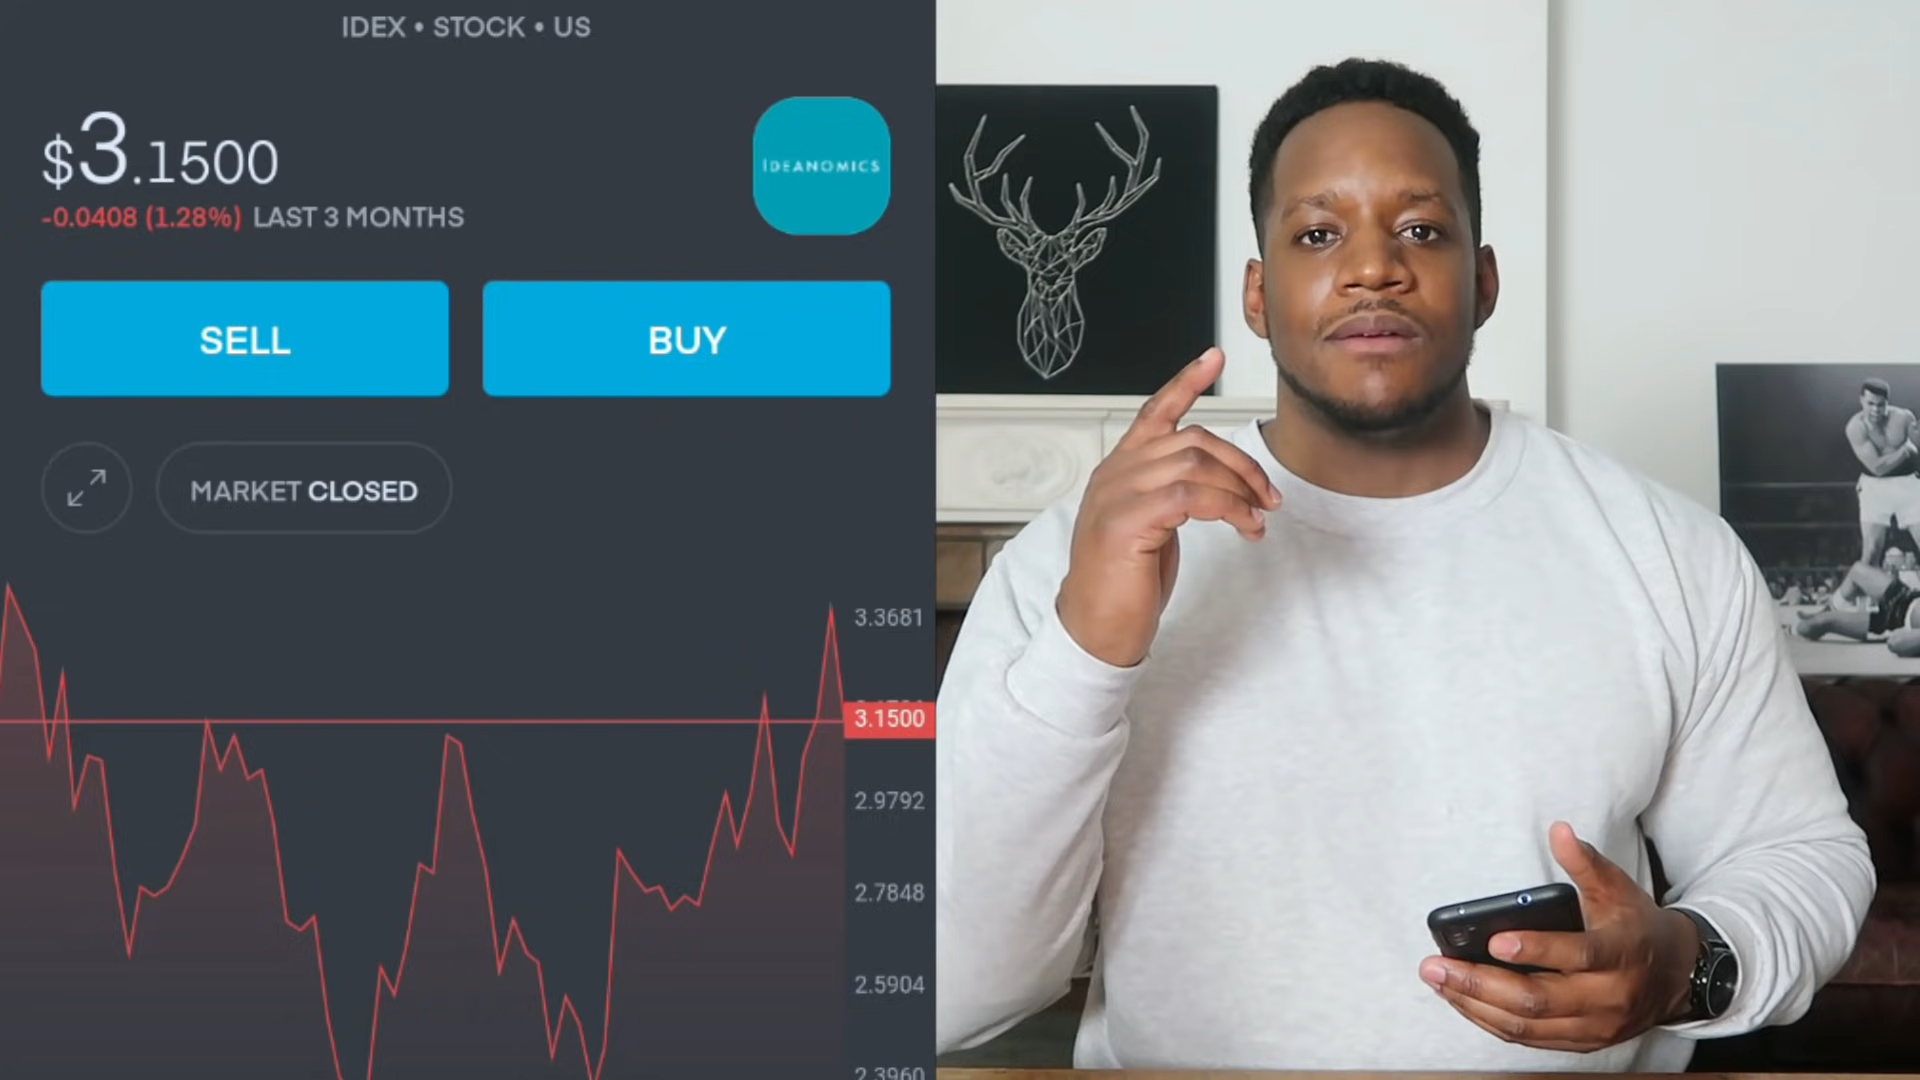 IDEX • STOCK • US
$3.1500
IDEANOMICS
-0.0408 (1.28%) LAST 3 MONTHS
SELL
BUY
MARKET CLOSED
3.3681
3.1500
2.9792
2.7848
2.5904
2.3960